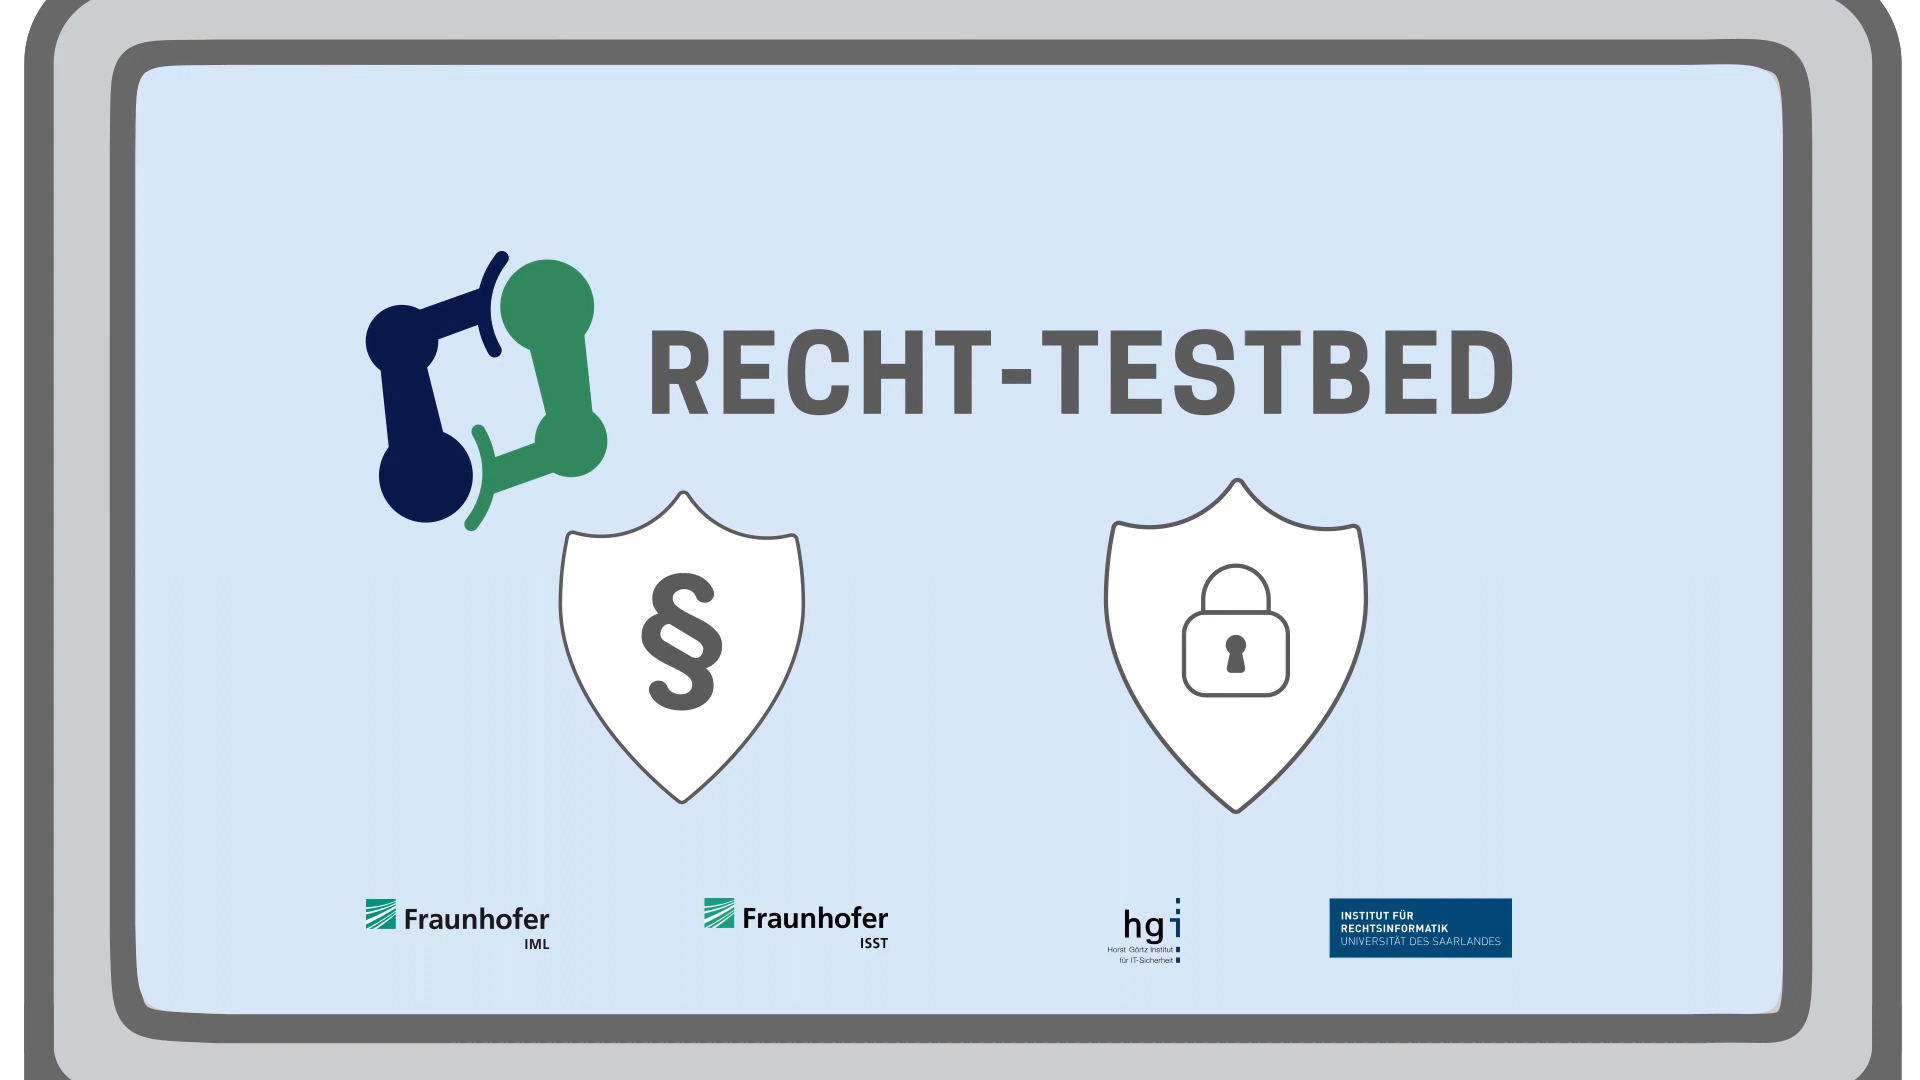 RECHT-TESTBED
§
Fraunhofer
IML
Fraunhofer
ISST
hgi
Horst Görtz Institut
für IT-Sicherheit
INSTITUT FÜR
RECHTSINFORMATIK
UNIVERSITÄT DES SAARLANDES